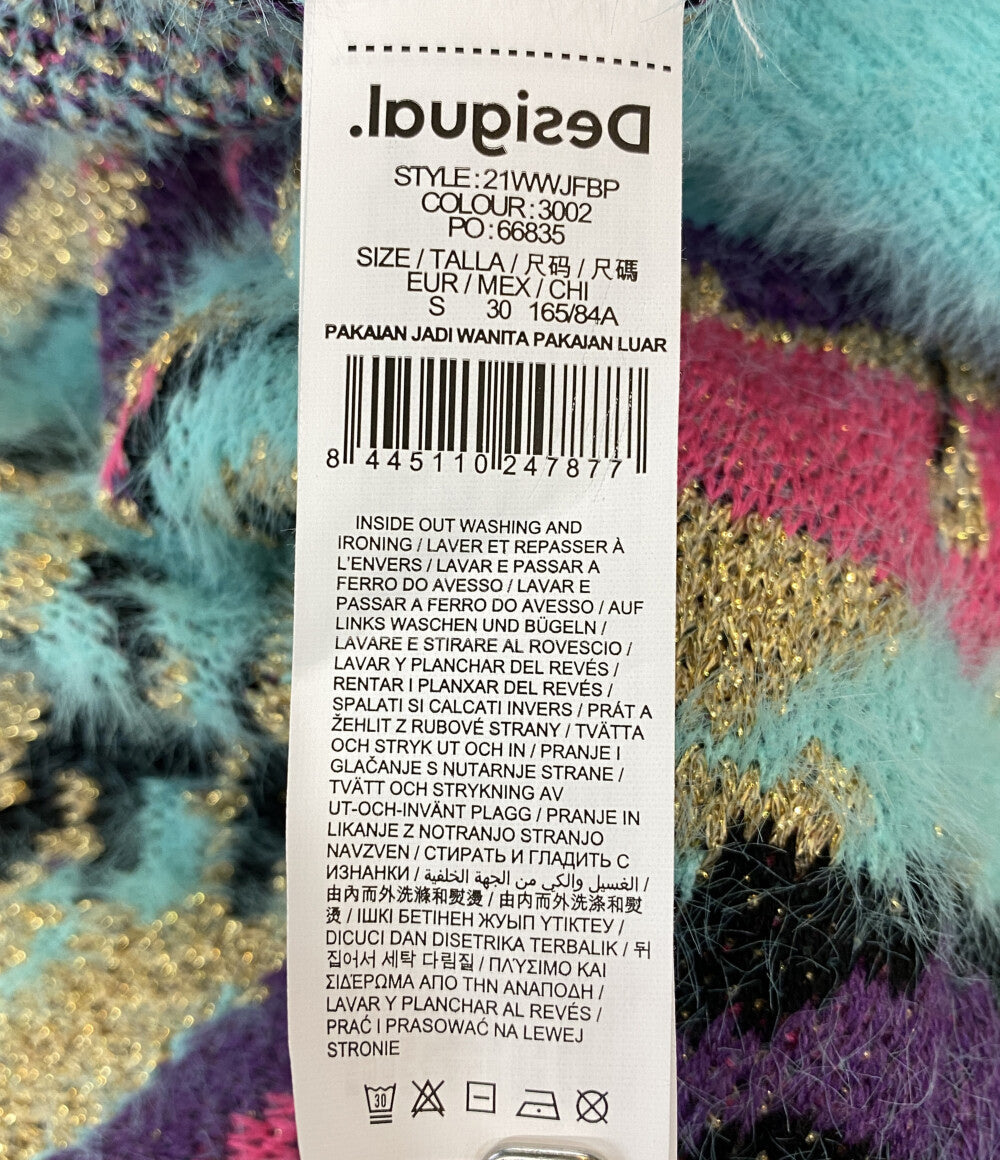 Desigual.
STYLE:21WWJFBP
COLOUR:3002
PO:66835
SIZE / TALLA / 尺码 / 尺碼
EUR / MEX / CHI
S 30 165/84A
PAKAIAN JADI WANITA PAKAIAN LUAR
8 445110 247877
INSIDE OUT WASHING AND
IRONING / LAVER ET REPASSER À
L'ENVERS / LAVAR E PASSAR A
FERRO DO AVESSO / LAVAR E
PASSAR A FERRO DO AVESSO / AUF
LINKS WASCHEN UND BÜGELN /
LAVARE E STIRARE AL ROVESCIO /
LAVAR Y PLANCHAR DEL REVÉS /
RENTAR I PLANXAR DEL REVÉS /
SPALATI SI CALCATI INVERS / PRÁT A
ŽEHLIT Z RUBOVÉ STRANY / TVÄTTA
OCH STRYK UT OCH IN / PRANJE I
GLAČANJE S NUTARNJE STRANE /
TVÄTT OCH STRYKNING AV
UT-OCH-INVÄNT PLAGG / PRANJE IN
LIKANJE Z NOTRANJO STRANJO
NAVZVEN / СТИРАТЬ И ГЛАДИТЬ С
ИЗНАНКИ / الغسيل والكي من الجهة الخلفية /
由內而外洗滌和熨燙 / 由内而外洗涤和熨
烫 / ІШКІ БЕТІНЕН ЖУЫП ҮТІКТЕУ /
DICUCI DAN DISETRIKA TERBALIK / 뒤
집어서 세탁 다림질 / ΠΛΥΣΙΜΟ ΚΑΙ
ΣΙΔΕΡΩΜΑ ΑΠΟ ΤΗΝ ΑΝΑΠΟΔΗ /
LAVAR Y PLANCHAR AL REVÉS /
PRAĆ I PRASOWAĆ NA LEWEJ
STRONIE
30